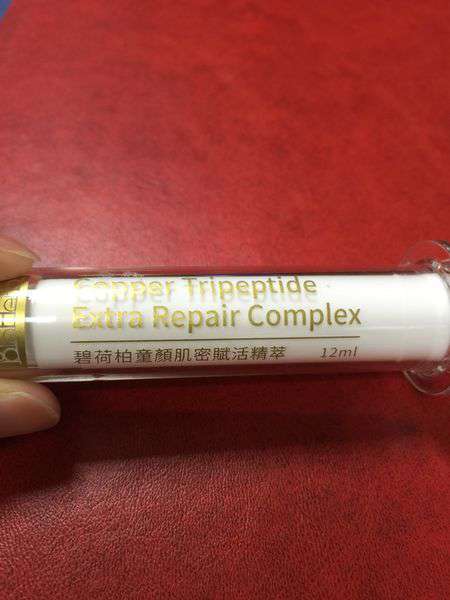 Copper Tripeptide
Extra Repair Complex
碧荷柏童顏肌密賦活精萃 12ml